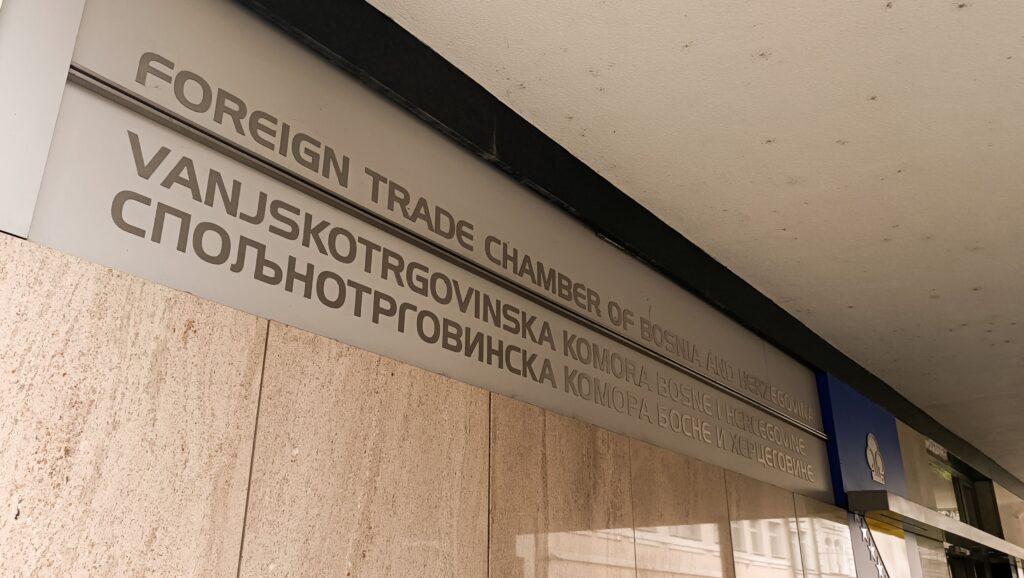 FOREIGN TRADE CHAMBER OF BOSNIA AND HERZEGOVINA
VANJSKOTRGOVINSKA KOMORA BOSNE I HERCEGOVINE
СПОЉНОТРГОВИНСКА КОМОРА БОСНЕ И ХЕРЦЕГОВИНЕ